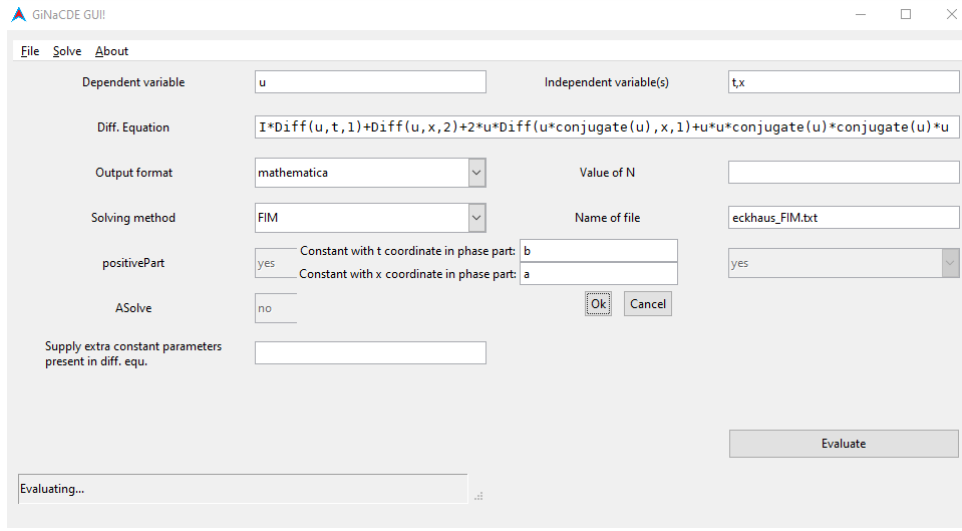 GiNaCDE GUI!
File Solve About
Dependent variable u Independent variable(s) t,x
Diff. Equation I*Diff(u,t,1)+Diff(u,x,2)+2*u*Diff(u*conjugate(u),x,1)+u*u*conjugate(u)*conjugate(u)*u
Output format mathematica Value of N
Solving method FIM Name of file eckhaus_FIM.txt
positivePart yes Constant with t coordinate in phase part: b yes
Constant with x coordinate in phase part: a
ASolve no Ok Cancel
Supply extra constant parameters
present in diff. equ.
Evaluate
Evaluating...